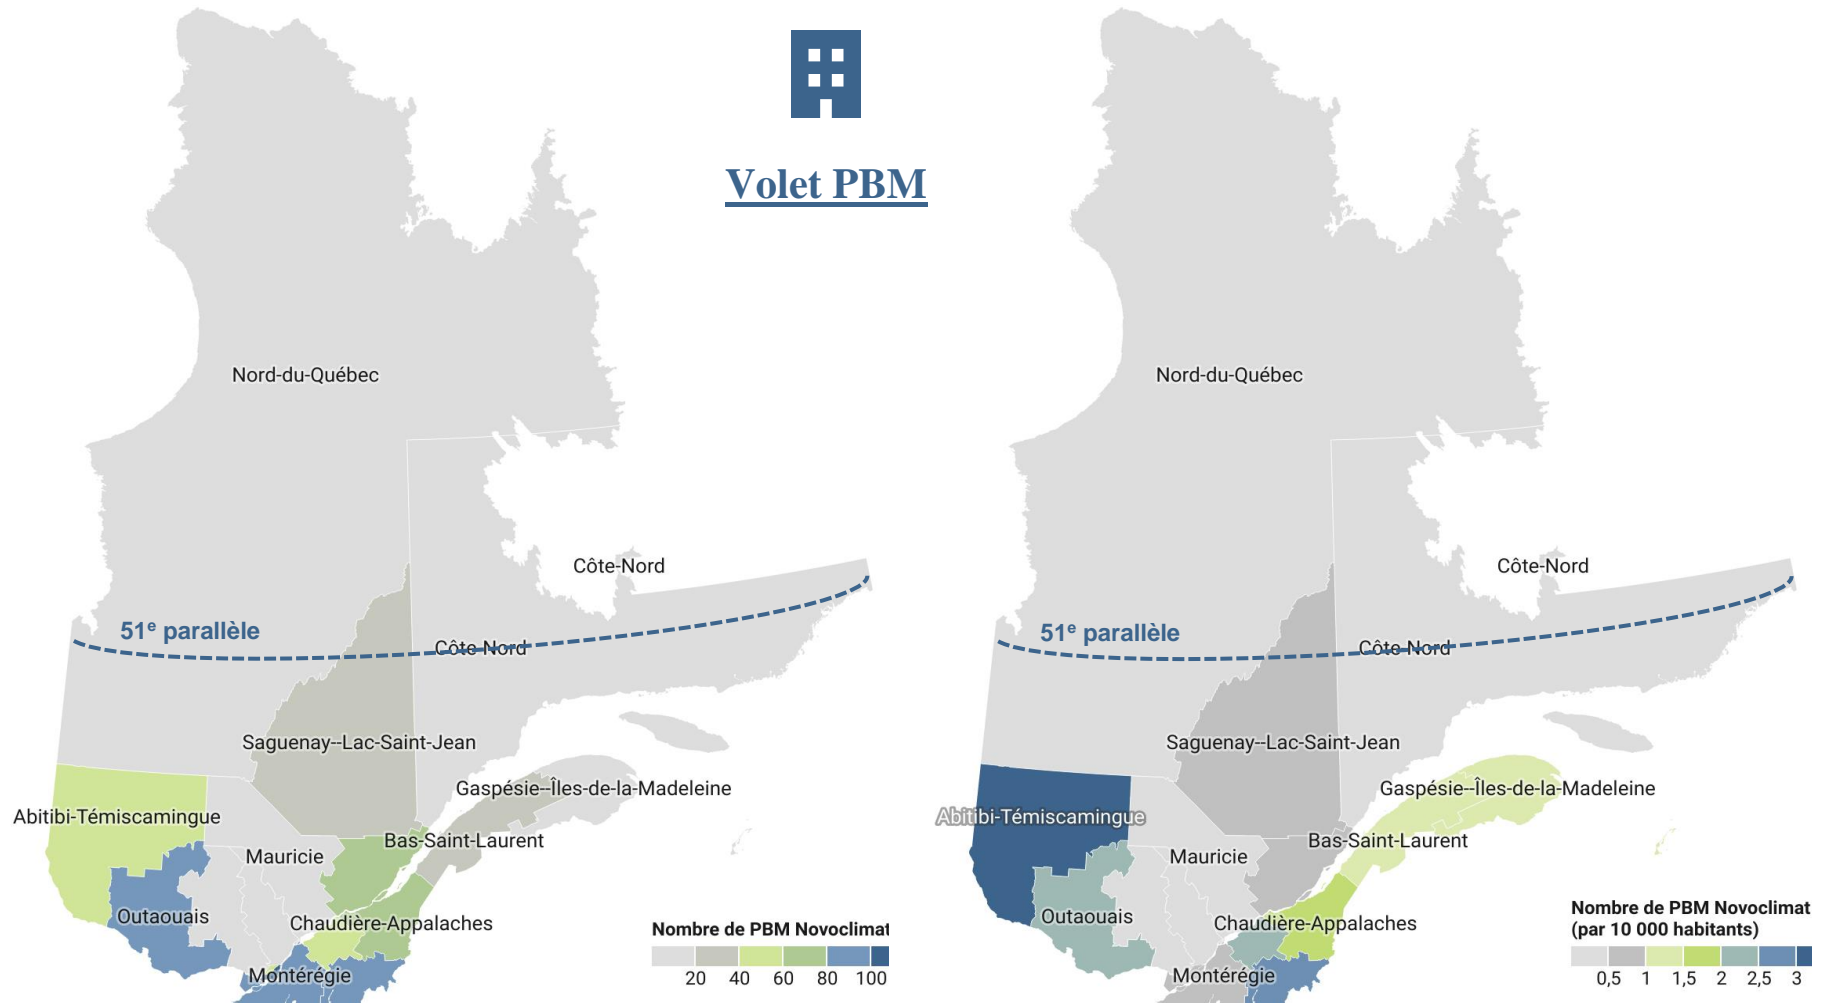 Volet PBM
Nord-du-Québec
Côte-Nord
51e parallèle
Côte Nord
Saguenay--Lac-Saint-Jean
Gaspésie--Îles-de-la-Madeleine
Abitibi-Témiscamingue
Bas-Saint-Laurent
Mauricie
Outaouais
Chaudière-Appalaches
Montérégie
Nombre de PBM Novoclimat
20 40 60 80 100
Nord-du-Québec
Côte-Nord
51e parallèle
Côte Nord
Saguenay--Lac-Saint-Jean
Gaspésie--Îles-de-la-Madeleine
Abitibi-Témiscamingue
Bas-Saint-Laurent
Mauricie
Outaouais
Chaudière-Appalaches
Montérégie
Nombre de PBM Novoclimat
(par 10 000 habitants)
0,5 1 1,5 2 2,5 3